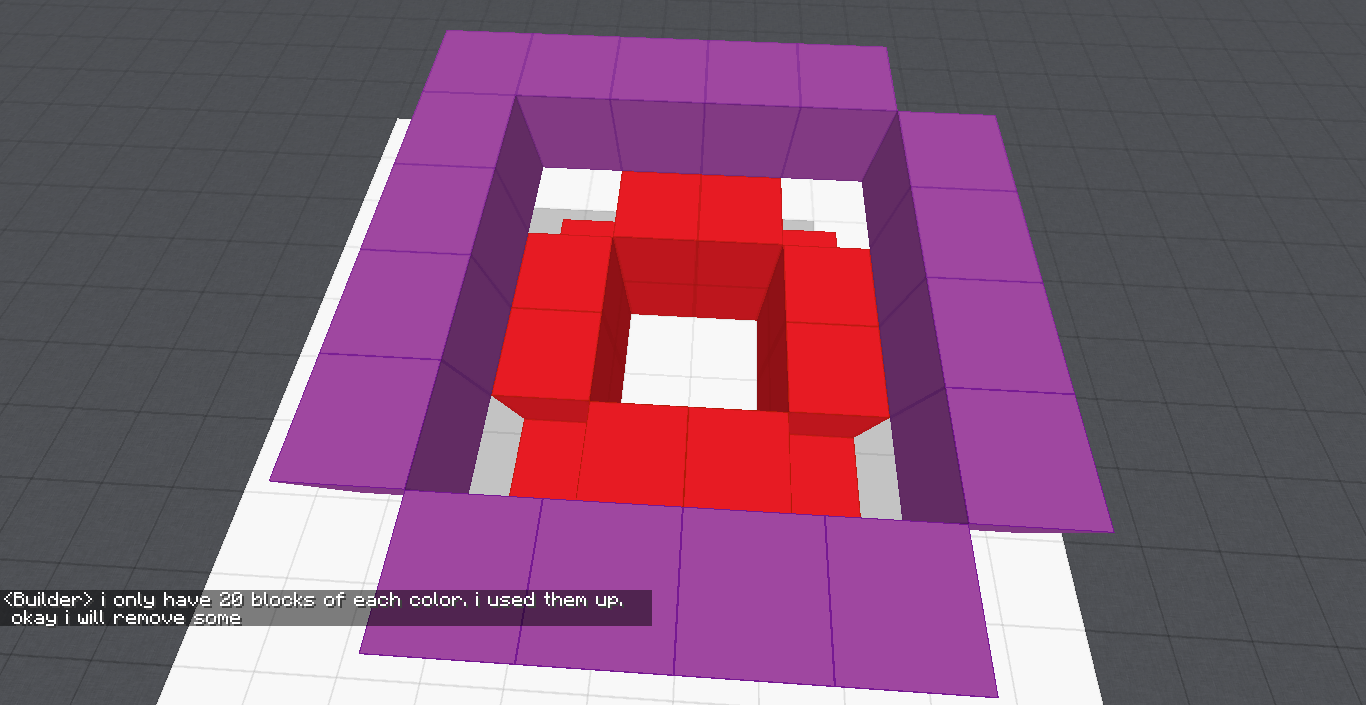 <Builder> i only have 20 blocks of each color. i used them up.
okay i will remove some